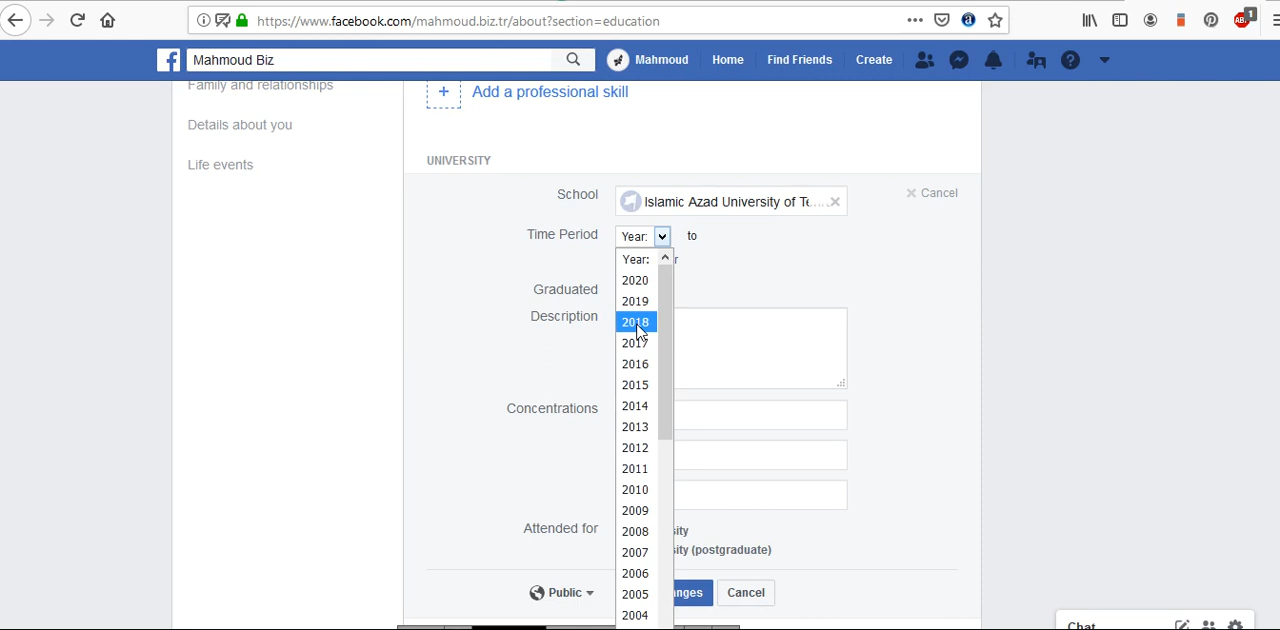 https://www.facebook.com/mahmoud.biz.tr/about?section=education
ABP 1
Mahmoud Biz
Mahmoud Home Find Friends Create
Family and relationships
+ Add a professional skill
Details about you
UNIVERSITY
Life events
School Islamic Azad University of Te Cancel
Time Period Year: to
Year:
2020
Graduated
2019
Description
2018
2017
2016
2015
Concentrations
2014
2013
2012
2011
2010
2009
Attended for
2008 sity
2007 sity (postgraduate)
2006
Public 2005 nges Cancel
2004
Chat